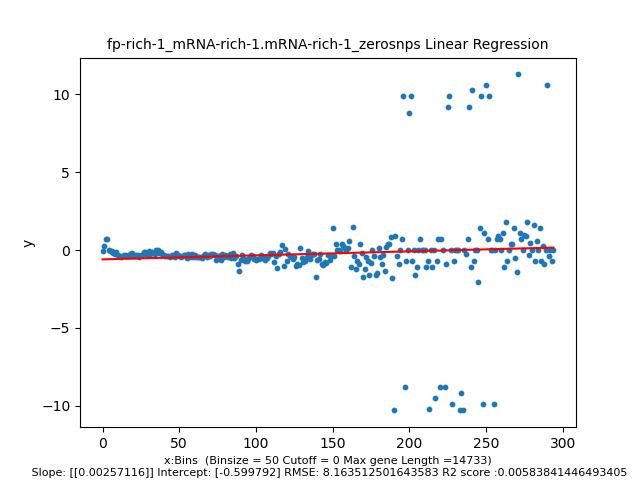 fp-rich-1_mRNA-rich-1.mRNA-rich-1_zerosnps Linear Regression
10
5
0
−5
−10
y
0 50 100 150 200 250 300
x:Bins (Binsize = 50 Cutoff = 0 Max gene Length =14733)
Slope: [[0.00257116]] Intercept: [-0.599792] RMSE: 8.163512501643583 R2 score :0.00583841446493405